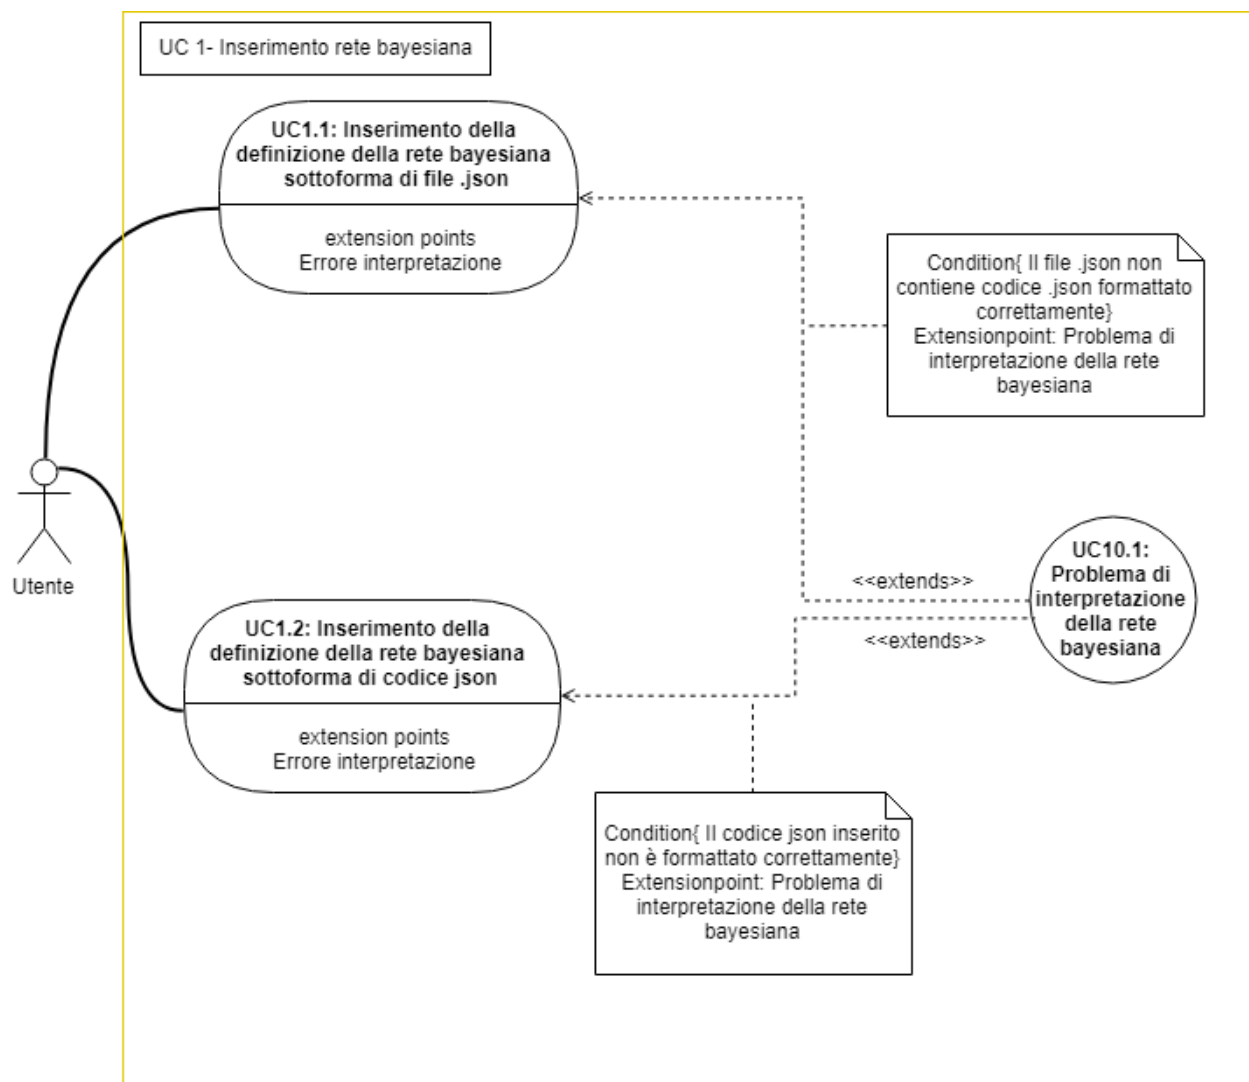 UC 1- Inserimento rete bayesiana
UC1.1: Inserimento della
definizione della rete bayesiana
sottoforma di file .json
extension points
Errore interpretazione
Condition{ Il file .json non
contiene codice .json formattato
correttamente}
Extensionpoint: Problema di
interpretazione della rete
bayesiana
Utente
<<extends>>
<<extends>>
UC10.1:
Problema di
interpretazione
della rete
bayesiana
UC1.2: Inserimento della
definizione della rete bayesiana
sottoforma di codice json
extension points
Errore interpretazione
Condition{ Il codice json inserito
non è formattato correttamente}
Extensionpoint: Problema di
interpretazione della rete
bayesiana